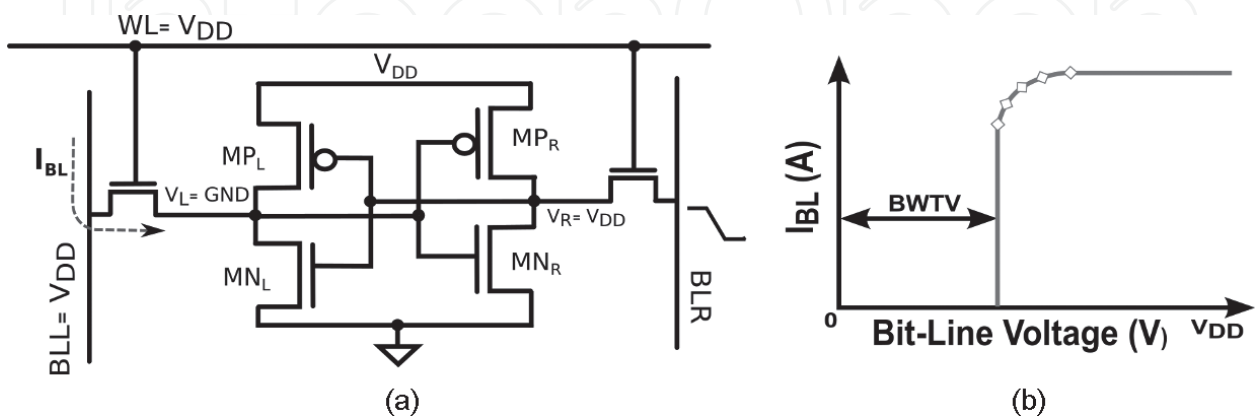 WL= VDD
VDD
MPL
MPR
IBL
VL= GND
VR= VDD
MNL
MNR
BLL= VDD
BLR
(a)
IBL (A)
BWTV
0
Bit-Line Voltage (V)
VDD
(b)